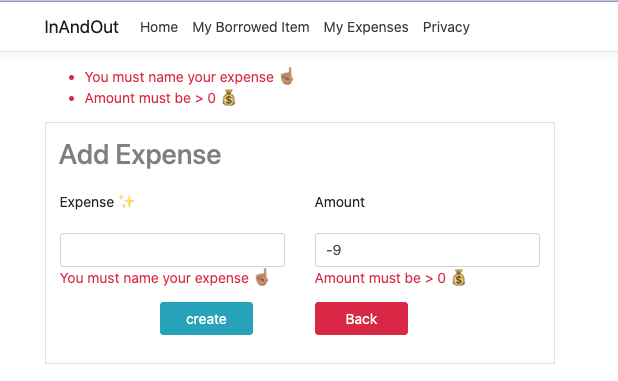 InAndOut Home My Borrowed Item My Expenses Privacy
• You must name your expense ☝🏽
• Amount must be > 0 💰
Add Expense
Expense ✨ Amount
-9
You must name your expense ☝🏽 Amount must be > 0 💰
create Back